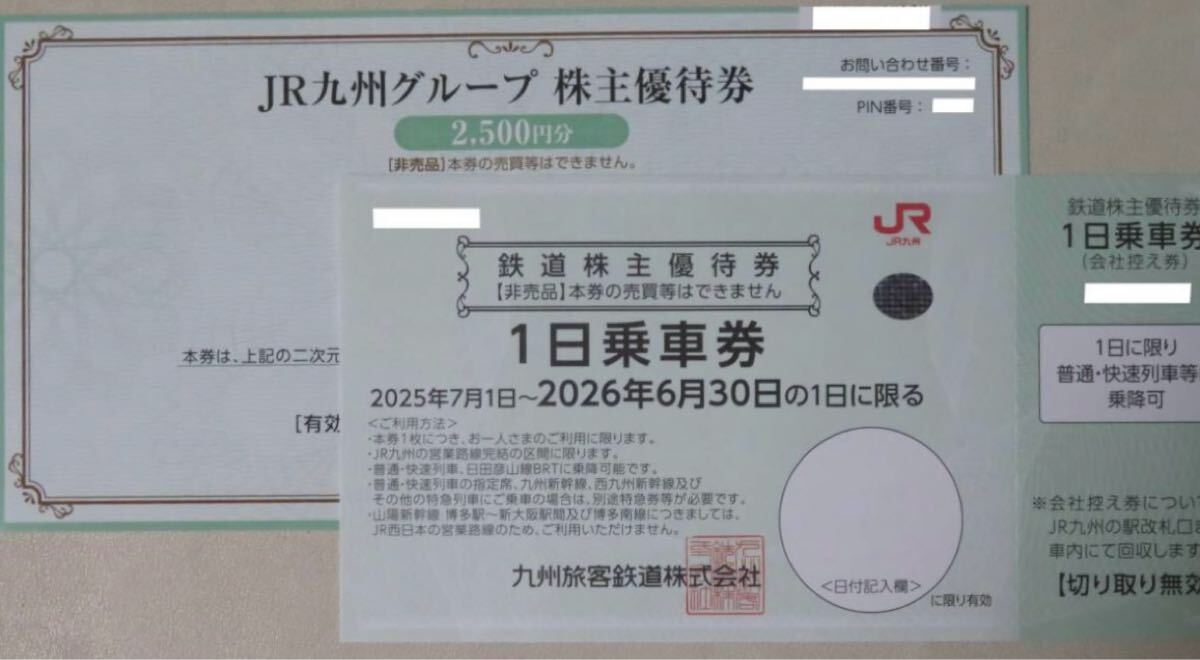 お問い合わせ番号：
JR九州グループ 株主優待券
PIN番号：
2,500円分
[非売品]本券の売買等はできません。
本券は、上記の二次元
[有効
JR
JR九州
鉄道株主優待券
【非売品】本券の売買等はできません
1日乗車券
2025年7月1日～2026年6月30日の1日に限る
＜ご利用方法＞
・本券1枚につき、お一人さまのご利用に限ります。
・JR九州の営業路線完結の区間に限ります。
・普通・快速列車、日田彦山線BRTに乗降可能です。
・普通・快速列車の指定席、九州新幹線、西九州新幹線及び
その他の特急列車にご乗車の場合は、別途特急券等が必要です。
・山陽新幹線 博多駅～新大阪駅間及び博多南線につきましては、
JR西日本の営業路線のため、ご利用いただけません。
九州旅客鉄道株式会社
＜日付記入欄＞
に限り有効
鉄道株主優待券
1日乗車券
（会社控え券）
1日に限り
普通・快速列車等
乗降可
※会社控え券につい
JR九州の駅改札口
車内にて回収します
【切り取り無効